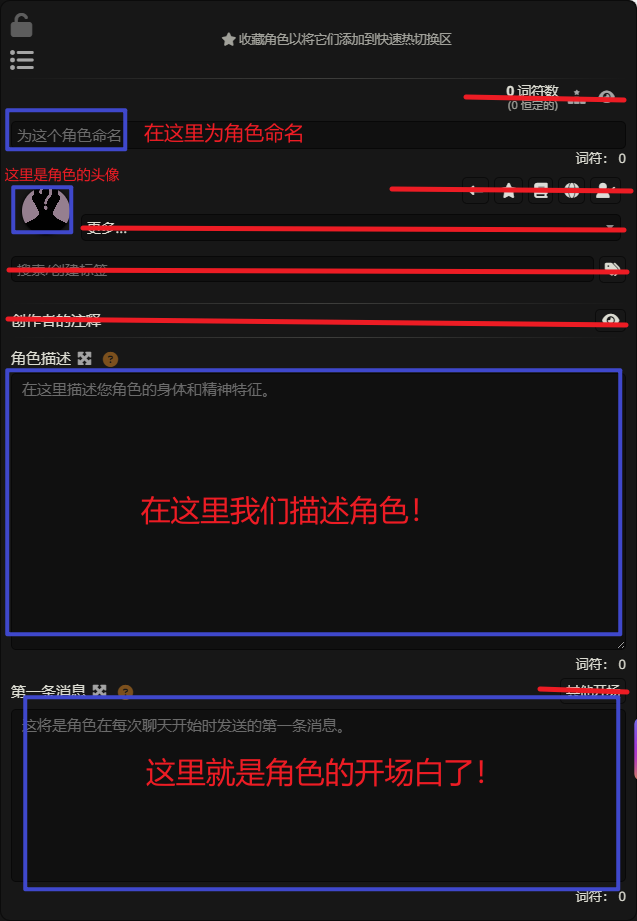 收藏角色以将它们添加到快速热切换区
0 词符数
(0 恒定的)
为这个角色命名
在这里为角色命名
词符： 0
这里是角色的头像
更多...
搜索/创建标签
创作者的注释
角色描述
在这里描述您角色的身体和精神特征。
在这里我们描述角色！
词符： 0
第一条消息
其他开场
这将是角色在每次聊天开始时发送的第一条消息。
这里就是角色的开场白了！
词符： 0